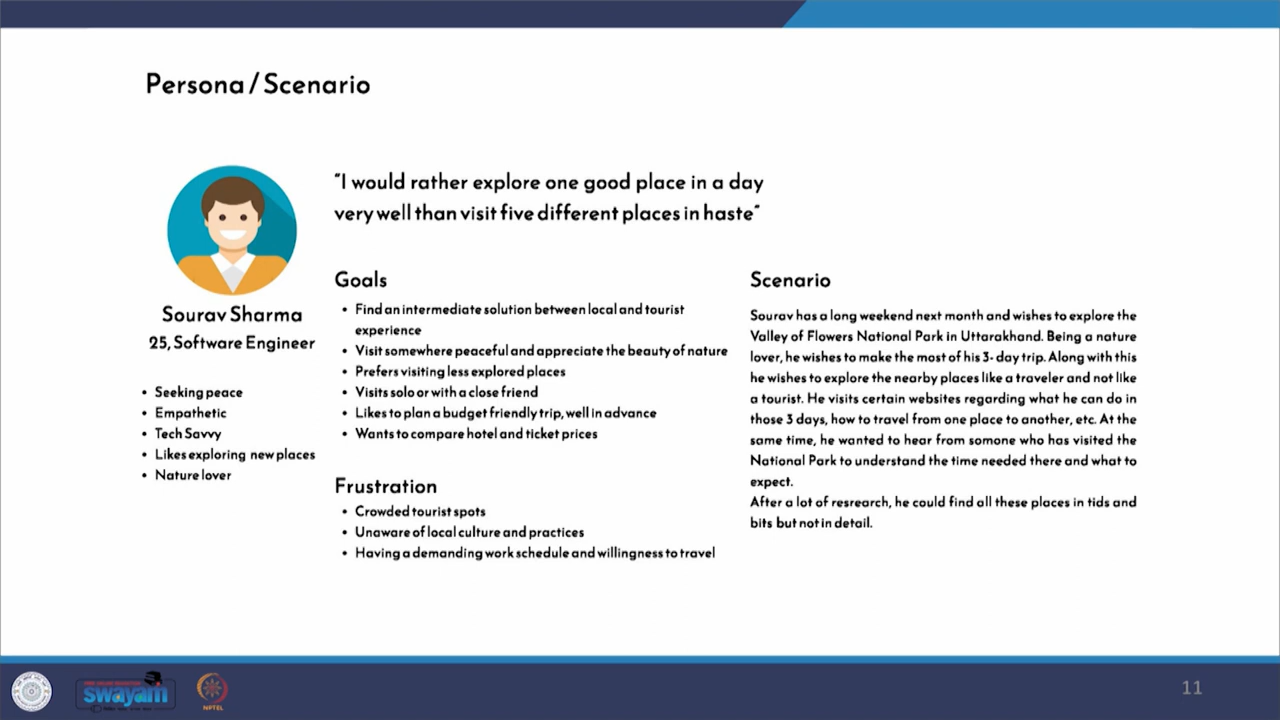 Persona / Scenario
"I would rather explore one good place in a day
very well than visit five different places in haste"
Sourav Sharma
25, Software Engineer
• Seeking peace
• Empathetic
• Tech Savvy
• Likes exploring new places
• Nature lover
Goals
• Find an intermediate solution between local and tourist
experience
• Visit somewhere peaceful and appreciate the beauty of nature
• Prefers visiting less explored places
• Visits solo or with a close friend
• Likes to plan a budget friendly trip, well in advance
• Wants to compare hotel and ticket prices
Frustration
• Crowded tourist spots
• Unaware of local culture and practices
• Having a demanding work schedule and willingness to travel
Scenario
Sourav has a long weekend next month and wishes to explore the
Valley of Flowers National Park in Uttarakhand. Being a nature
lover, he wishes to make the most of his 3- day trip. Along with this
he wishes to explore the nearby places like a traveler and not like
a tourist. He visits certain websites regarding what he can do in
those 3 days, how to travel from one place to another, etc. At the
same time, he wanted to hear from somone who has visited the
National Park to understand the time needed there and what to
expect.
After a lot of resrearch, he could find all these places in tids and
bits but not in detail.
swayam
NPTEL
11